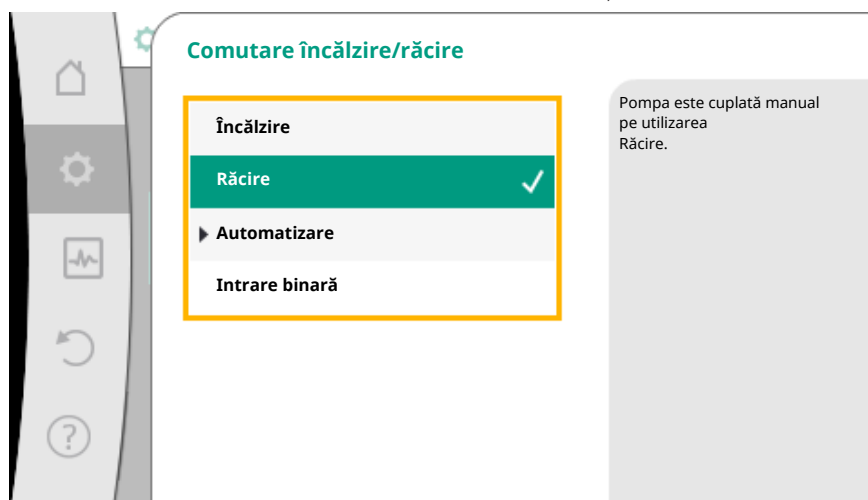 Comutare încălzire/răcire
Încălzire
Răcire
Automatizare
Intrare binară
Pompa este cuplată manual
pe utilizarea
Răcire.
?